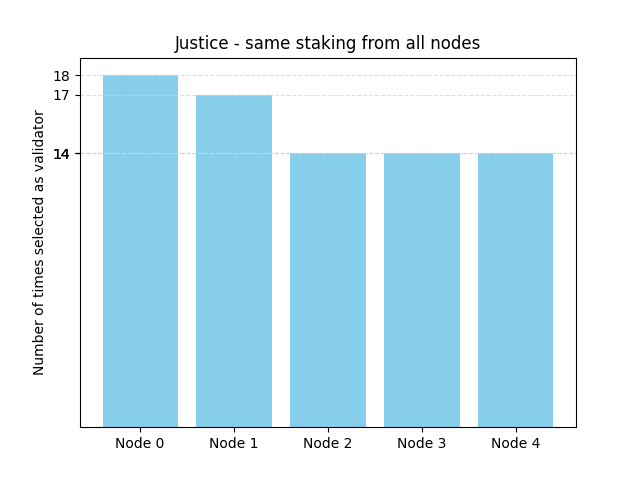 Justice - same staking from all nodes
Number of times selected as validator
18
17
14
Node 0 Node 1 Node 2 Node 3 Node 4